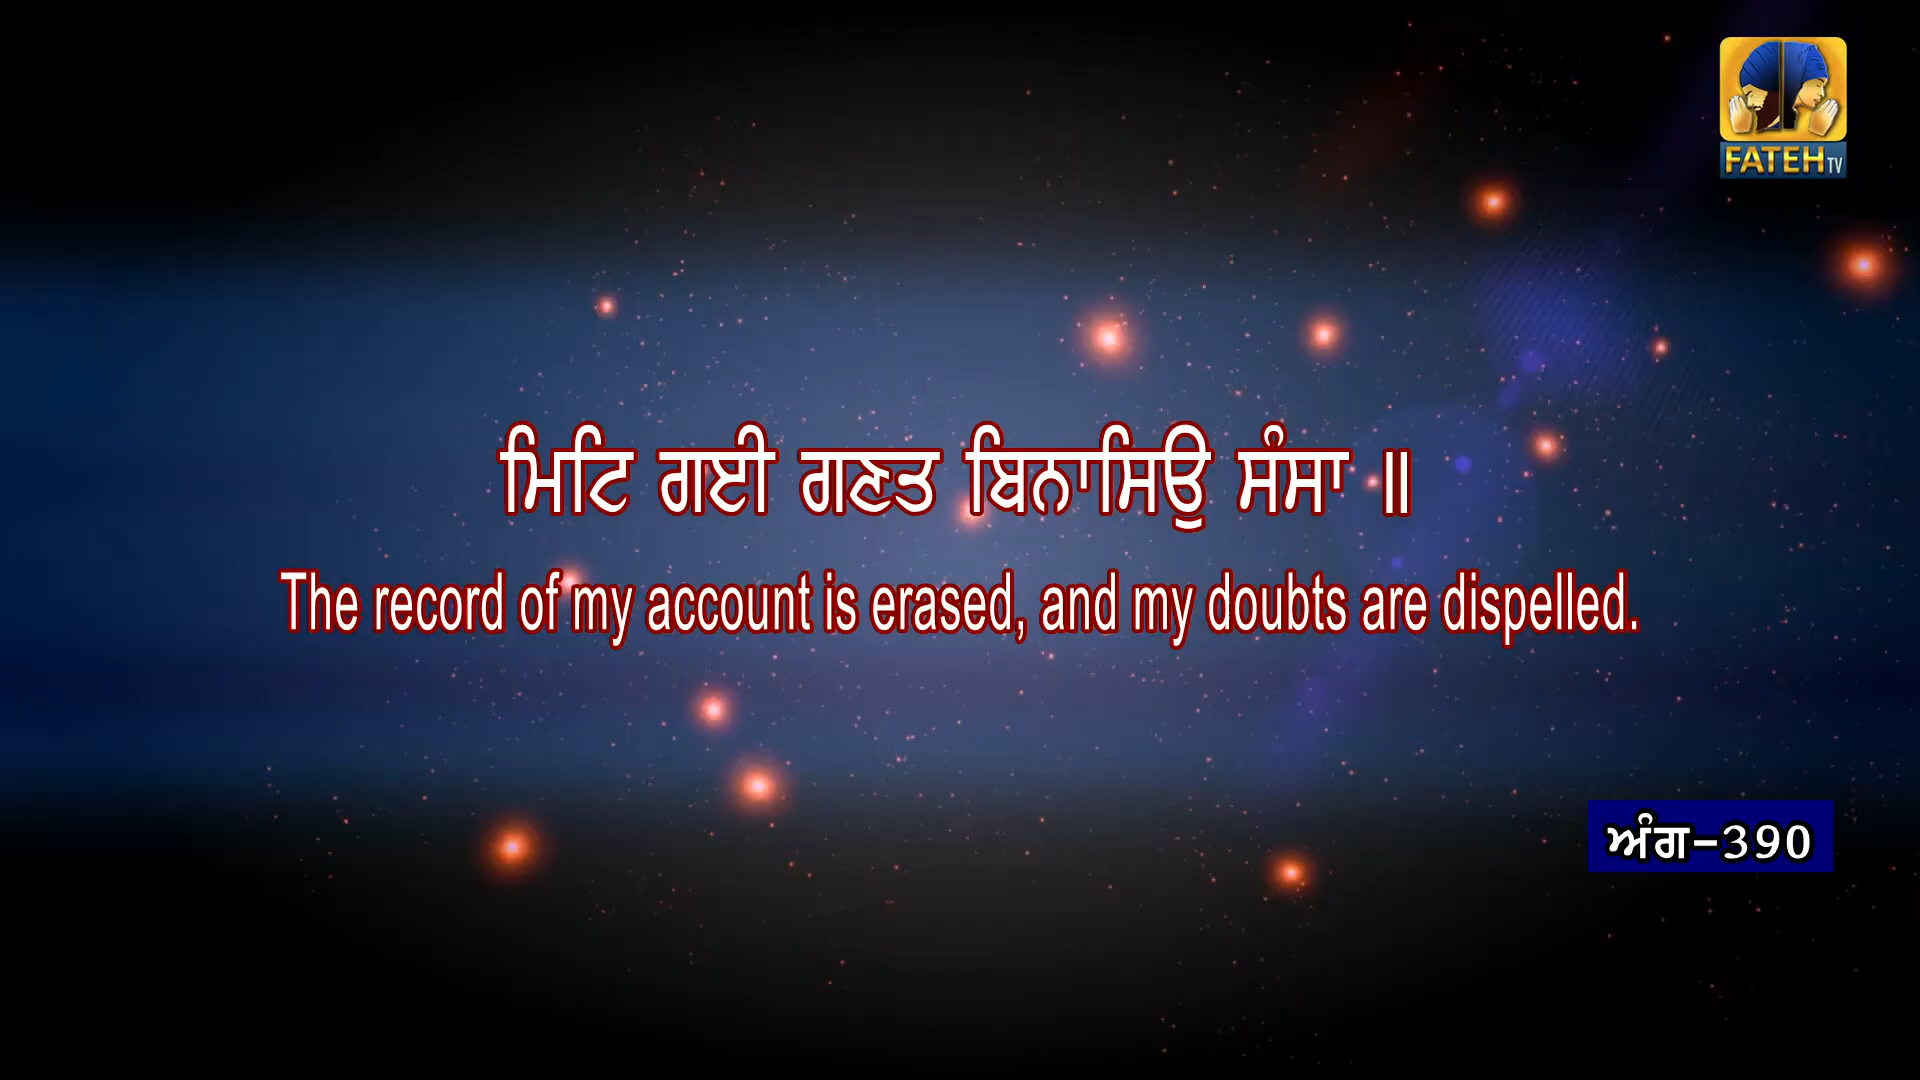 FATEH TV
ਮਿਟਿ ਗਈ ਗਣਤ ਬਿਨਾਸਿਉ ਸੰਸਾ ॥
The record of my account is erased, and my doubts are dispelled.
ਅੰਗ-390